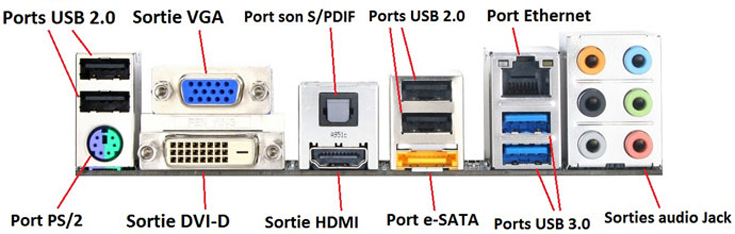 Ports USB 2.0
Sortie VGA
Port son S/PDIF
Ports USB 2.0
Port Ethernet
Port PS/2
Sortie DVI-D
Sortie HDMI
Port e-SATA
Ports USB 3.0
Sorties audio Jack